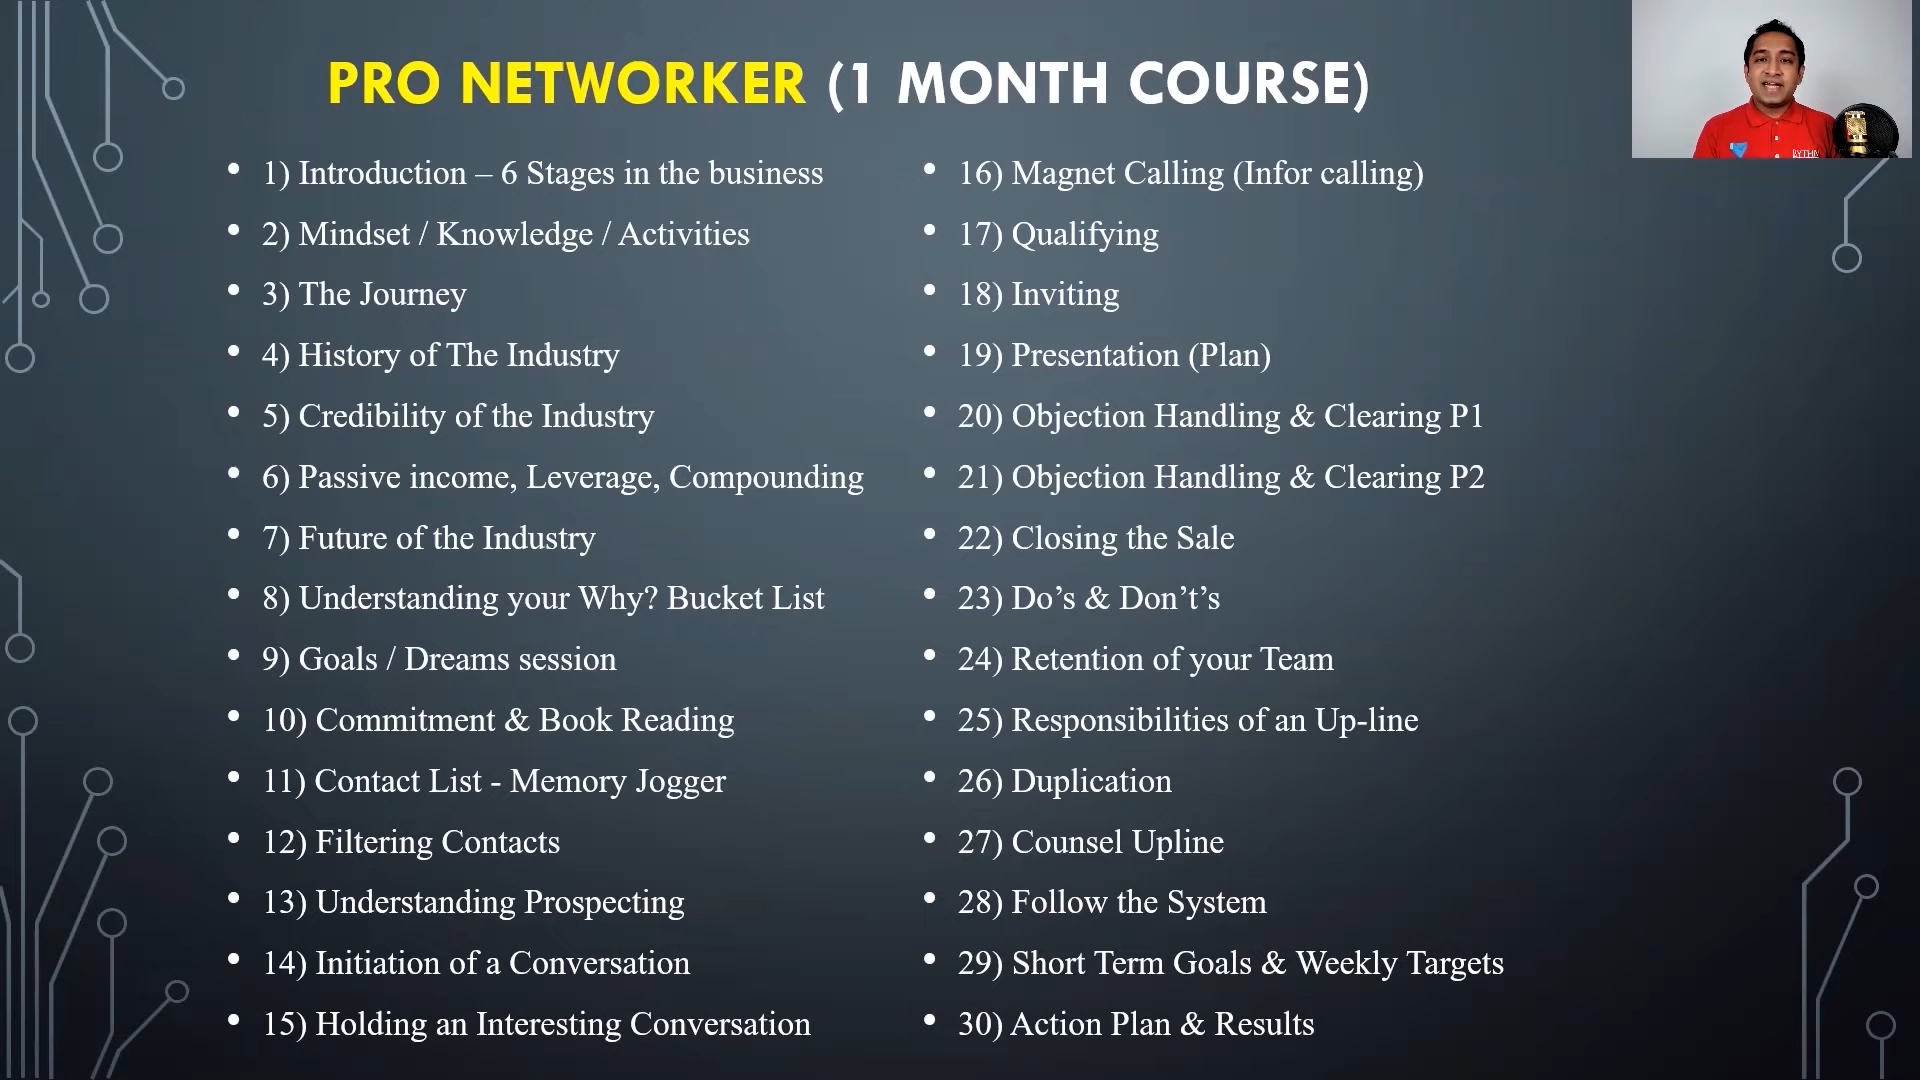 PRO NETWORKER (1 MONTH COURSE)
• 1) Introduction – 6 Stages in the business
• 2) Mindset / Knowledge / Activities
• 3) The Journey
• 4) History of The Industry
• 5) Credibility of the Industry
• 6) Passive income, Leverage, Compounding
• 7) Future of the Industry
• 8) Understanding your Why? Bucket List
• 9) Goals / Dreams session
• 10) Commitment & Book Reading
• 11) Contact List - Memory Jogger
• 12) Filtering Contacts
• 13) Understanding Prospecting
• 14) Initiation of a Conversation
• 15) Holding an Interesting Conversation
• 16) Magnet Calling (Infor calling)
• 17) Qualifying
• 18) Inviting
• 19) Presentation (Plan)
• 20) Objection Handling & Clearing P1
• 21) Objection Handling & Clearing P2
• 22) Closing the Sale
• 23) Do’s & Don’t’s
• 24) Retention of your Team
• 25) Responsibilities of an Up-line
• 26) Duplication
• 27) Counsel Upline
• 28) Follow the System
• 29) Short Term Goals & Weekly Targets
• 30) Action Plan & Results